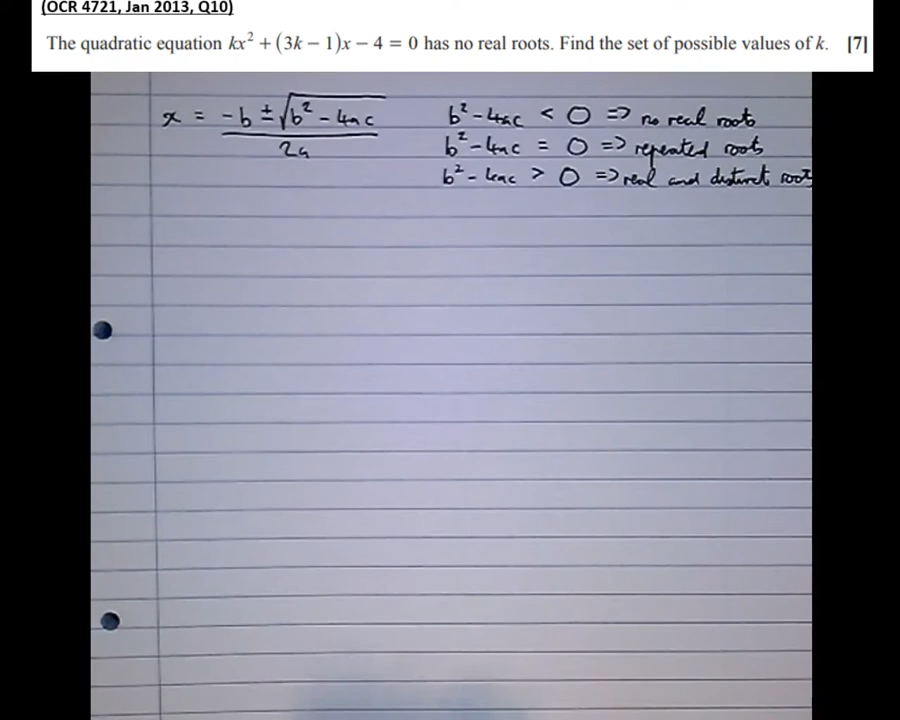 (OCR 4721, Jan 2013, Q10)
The quadratic equation kx² + (3k − 1)x − 4 = 0 has no real roots. Find the set of possible values of k. [7]
x = -b ± √b² - 4ac / 2a
b² - 4ac < 0 => no real roots
b² - 4ac = 0 => repeated roots
b² - 4ac > 0 => real and distinct root